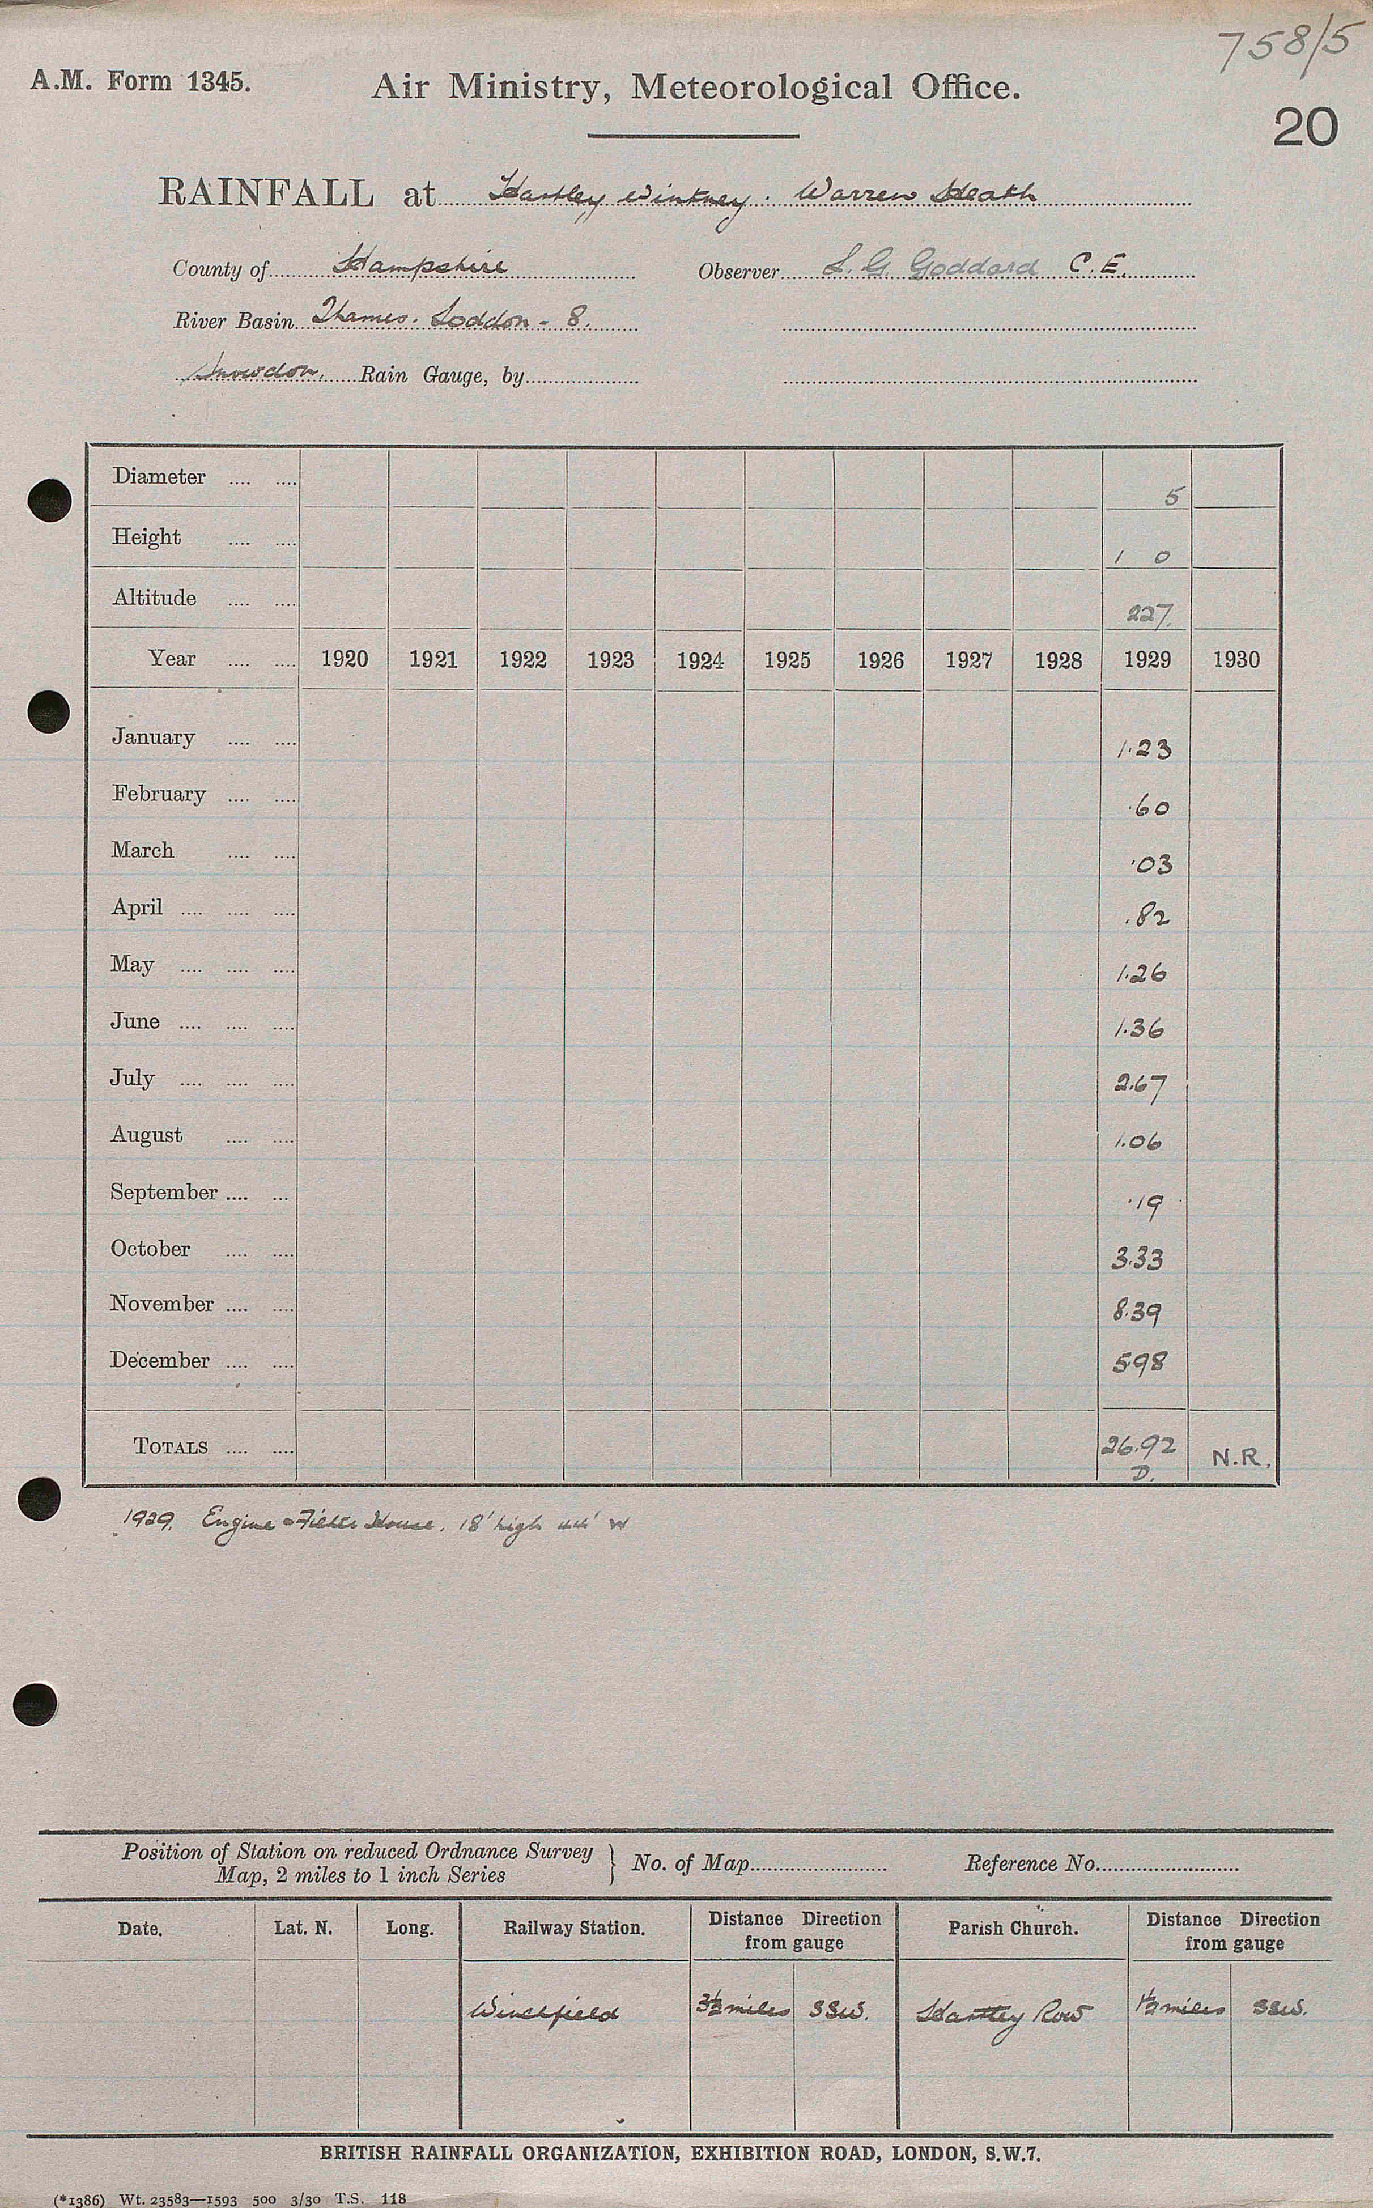 758/5
A.M. Form 1345. Air Ministry, Meteorological Office.
20
RAINFALL at Hartley Wintney . Warren Heath
County of Hampshire Observer L. G. Goddard C.E.
River Basin Thames. Loddon - 8.
Snowdon. Rain Gauge, by
Diameter .... .... 5
Height .... .... 1 0
Altitude .... .... 227.
Year .... .... 1920 1921 1922 1923 1924 1925 1926 1927 1928 1929 1930
January .... .... 1.23
February .... .... .60
March .... .... .03
April .... .... .... .82
May .... .... .... 1.26
June .... .... .... 1.36
July .... .... .... 2.67
August .... .... 1.06
September .... .... .19
October .... .... 3.33
November .... .... 8.39
December .... .... 5.98
TOTALS .... .... 26.92 N.R.
D.
1929. Engine & Filter House. 18' high W
Position of Station on reduced Ordnance Survey
Map, 2 miles to 1 inch Series } No. of Map Reference No.
Date. Lat. N. Long. Railway Station. Distance Direction from gauge Parish Church. Distance Direction from gauge
Winchfield 3½ miles SSW. Hartley Row 1½ miles SSW.
BRITISH RAINFALL ORGANIZATION, EXHIBITION ROAD, LONDON, S.W.7.
(*1386) Wt. 23583—1593 500 3/30 T.S. 118